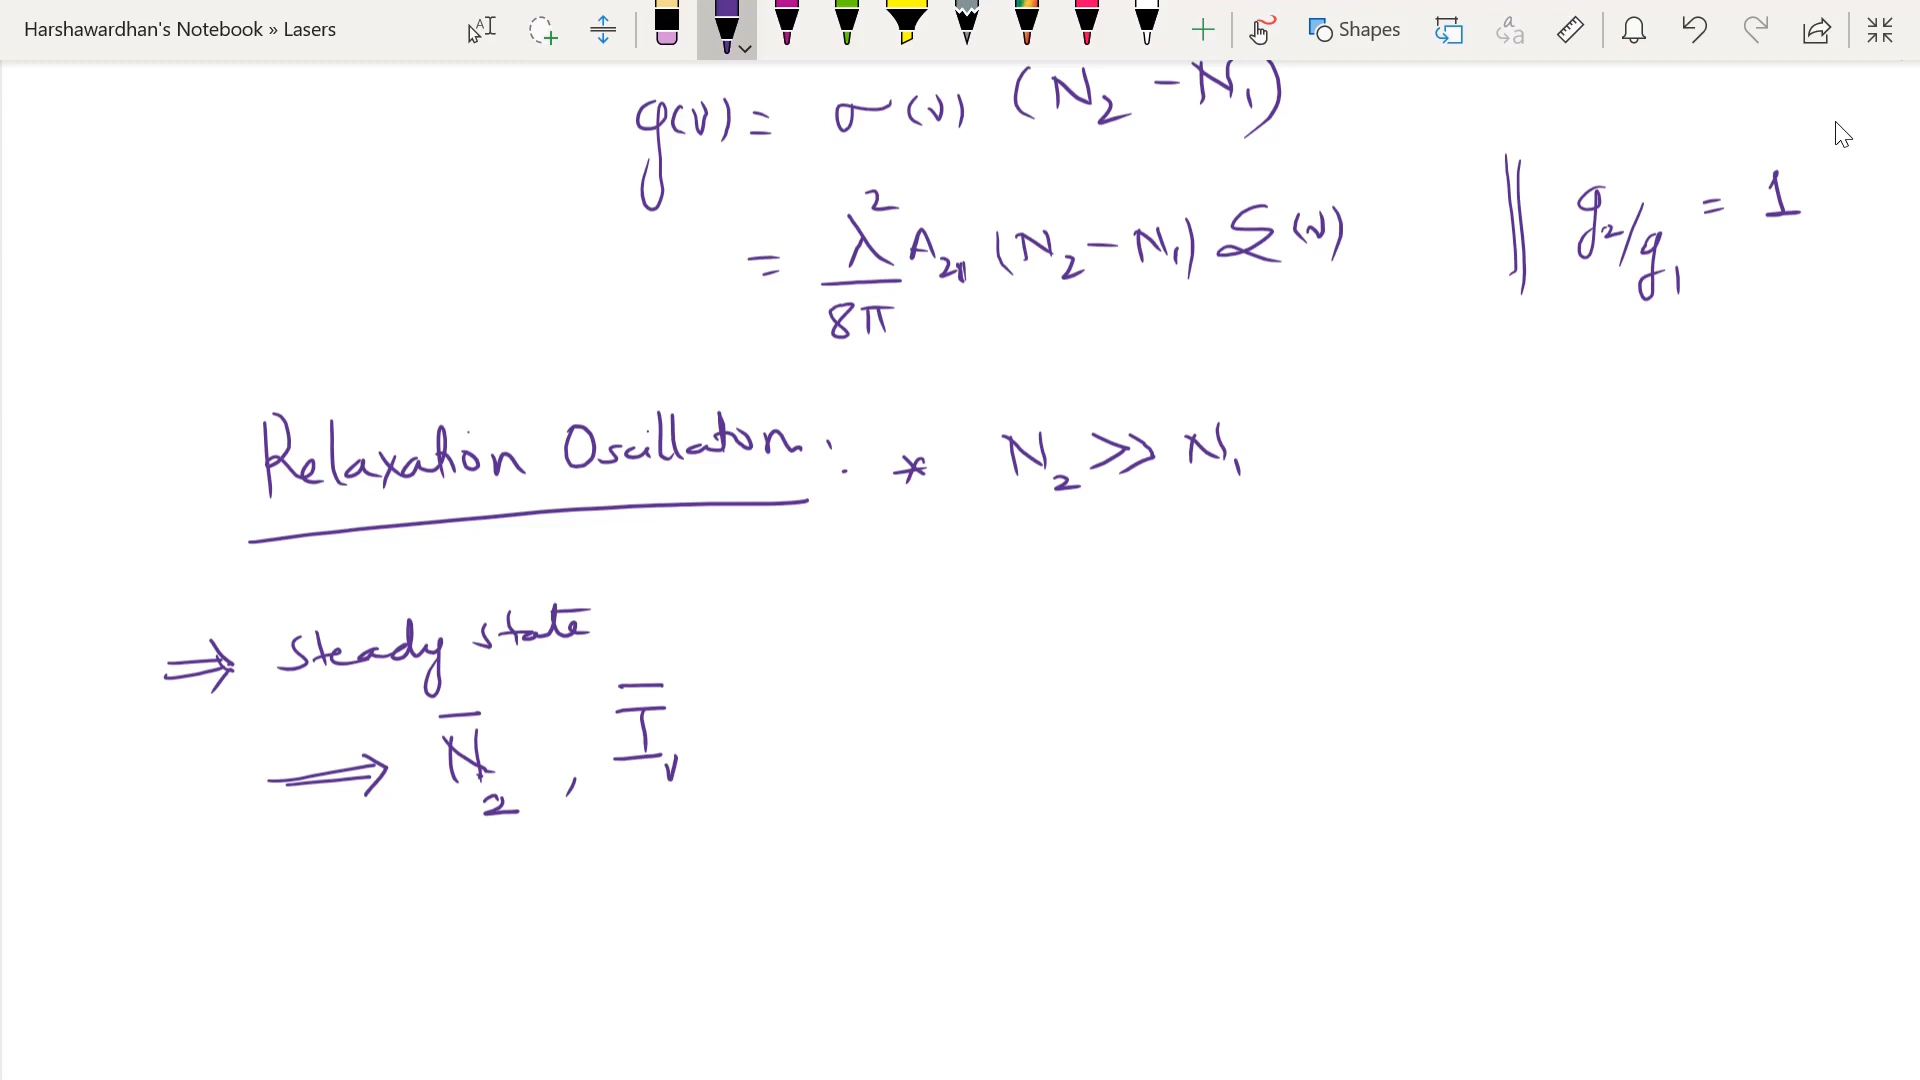 Harshawardhan's Notebook » Lasers
Shapes
g(ν) = σ(ν) (N₂ - N₁)
= λ²/8π A₂₁ (N₂ - N₁) ℒ(ν) || g₂/g₁ = 1
Relaxation Oscillation: * N₂ >> N₁
⇒ Steady state
⇒ N̅₂ , I̅ᵥ